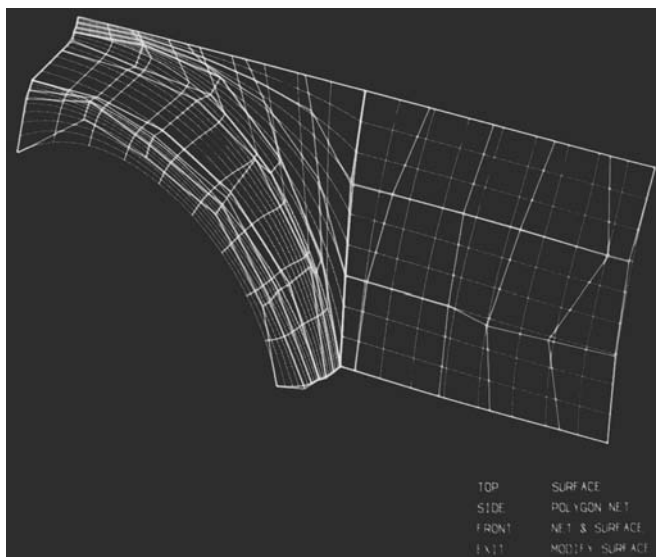 TOP SURFACE
SIDE POLYGON NET
FRONT NET & SURFACE
EXIT MODIFY SURFACE